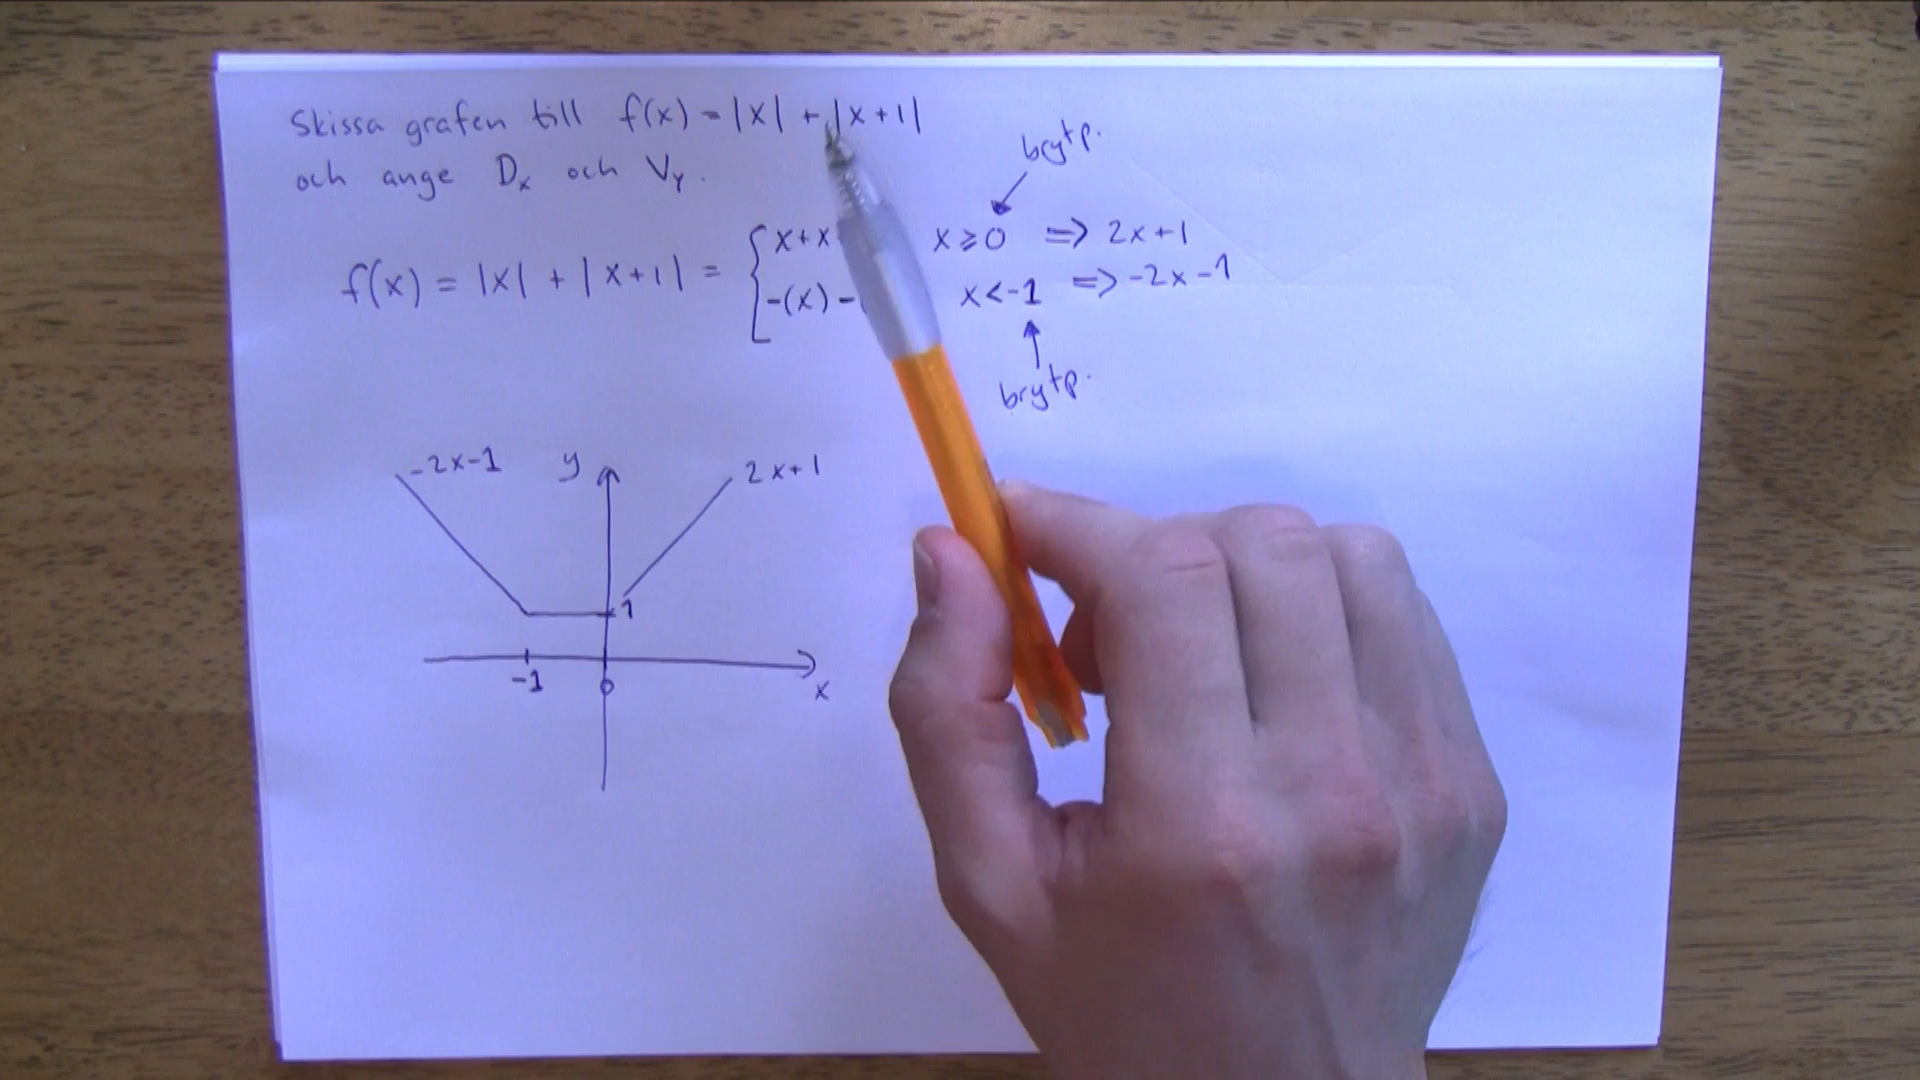 Skissa grafen till f(x) = |x| + |x+1|
och ange Dx och Vy.
brytp.
f(x) = |x| + |x+1| = { x+x x ≥ 0 => 2x+1
-(x) - x < -1 => -2x-1
brytp.
-2x-1 y 2x+1
1
-1 0 x